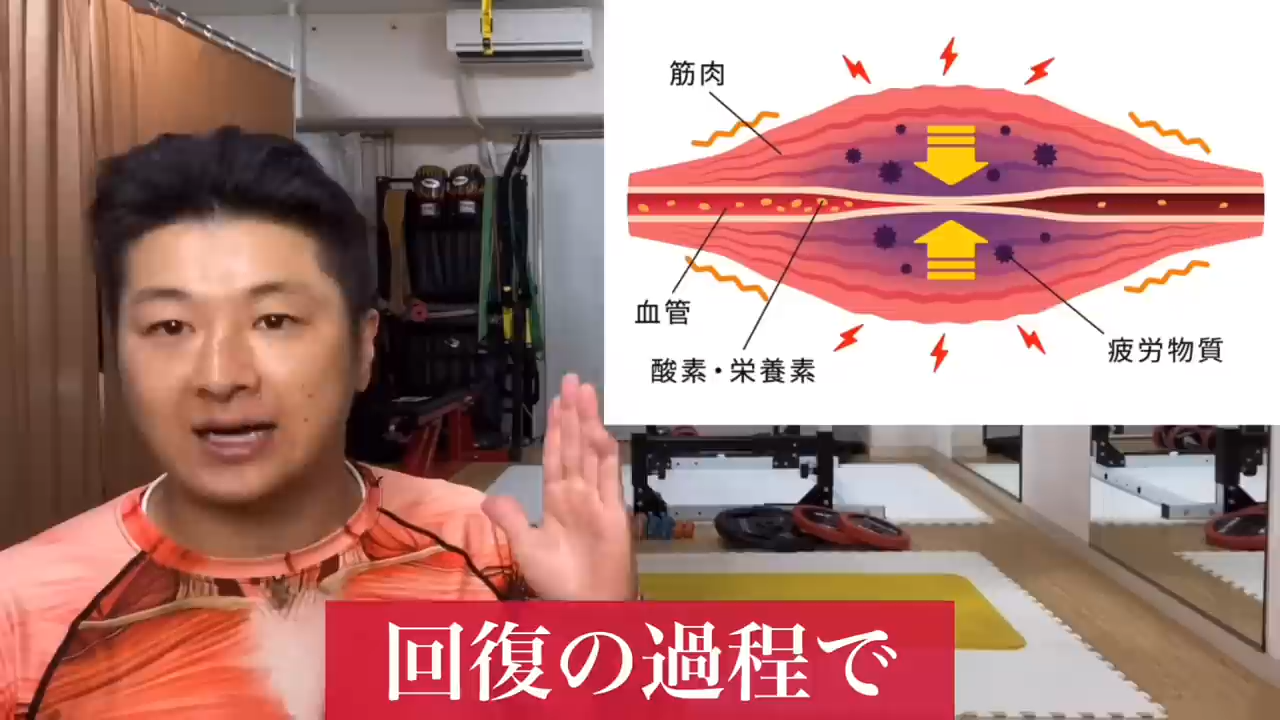 筋肉
血管
酸素・栄養素
疲労物質
回復の過程で